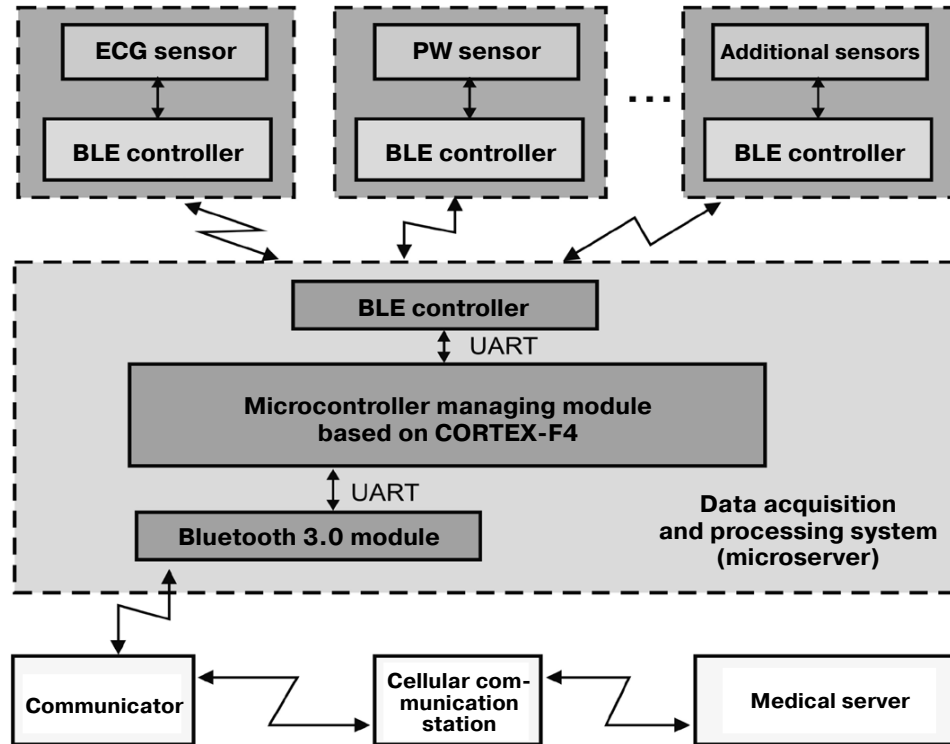 ECG sensor
PW sensor
Additional sensors
...
BLE controller
BLE controller
BLE controller
BLE controller
UART
Microcontroller managing module
based on CORTEX-F4
UART
Bluetooth 3.0 module
Data acquisition
and processing system
(microserver)
Communicator
Cellular com-
munication
station
Medical server